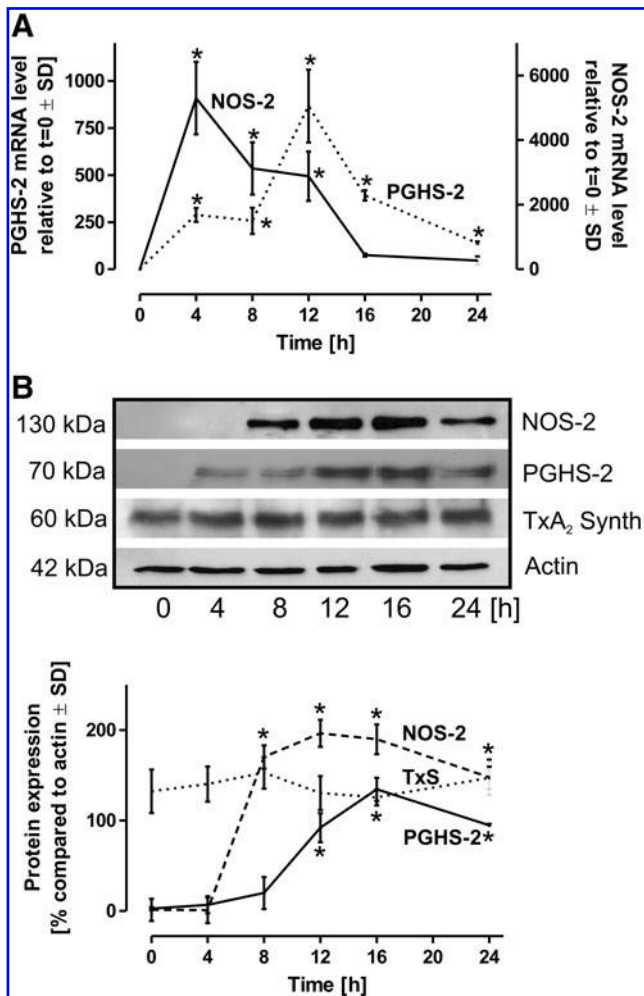 A
PGHS-2 mRNA level
relative to t=0 ± SD]
1000
750
500
250
0
NOS-2
PGHS-2
* * * * * * * *
6000
4000
2000
0
NOS-2 mRNA level
relative to t=0 ± SD
0 4 8 12 16 20 24
Time [h]
B
130 kDa NOS-2
70 kDa PGHS-2
60 kDa TxA₂ Synth
42 kDa Actin
0 4 8 12 16 24 [h]
Protein expression
[% compared to actin ± SD]
200
100
0
* * * *
NOS-2
TxS
PGHS-2
* * *
0 4 8 12 16 20 24
Time [h]